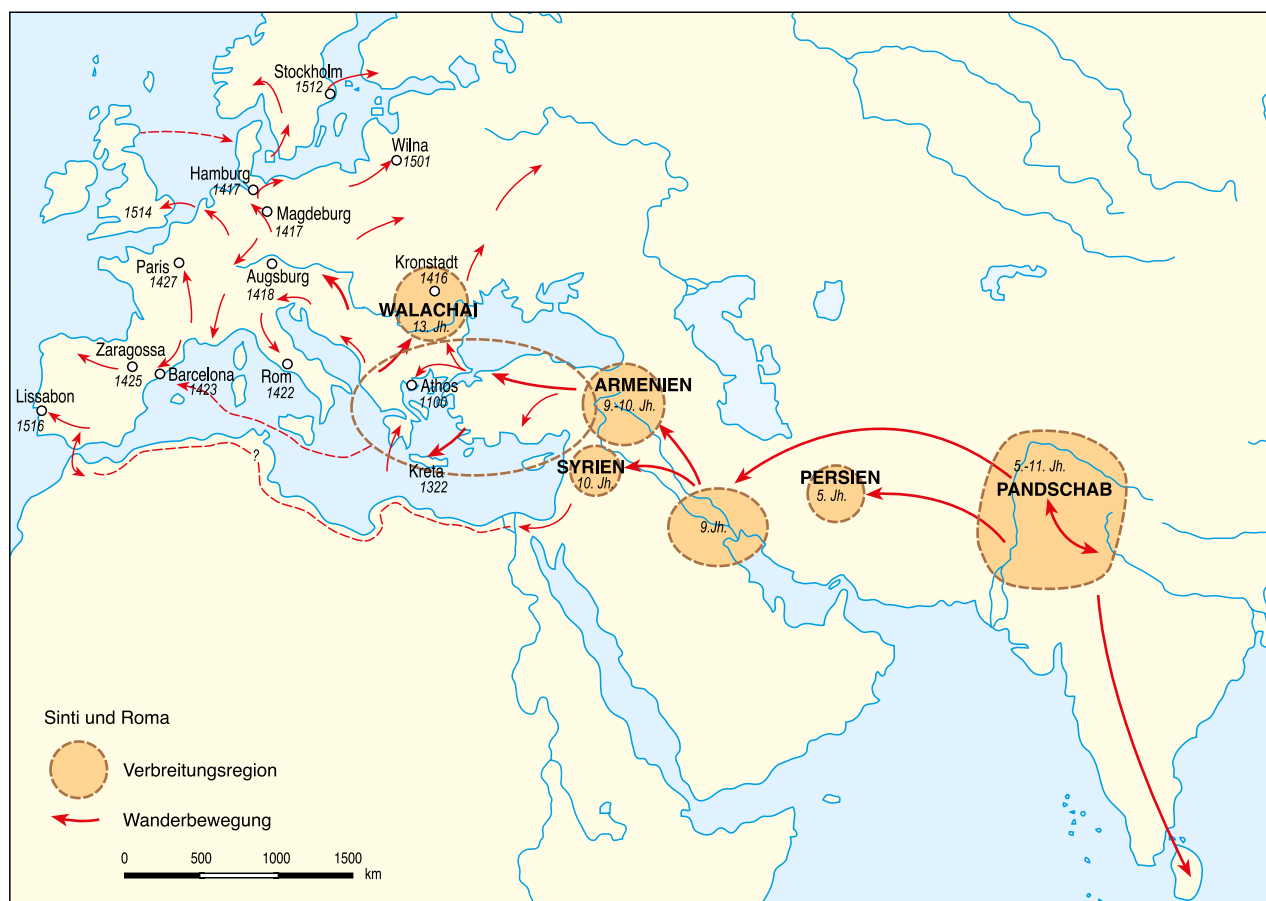 Stockholm
1512
Wilna
1501
Hamburg
1417
1514
Magdeburg
1417
Paris
1427
Augsburg
1418
Kronstadt
1416
WALACHAI
13. Jh.
Zaragossa
1425
Barcelona
1423
Rom
1422
Athos
1100
Lissabon
1516
ARMENIEN
9.-10. Jh.
?
Kreta
1322
SYRIEN
10. Jh.
PERSIEN
5. Jh.
5.-11. Jh.
PANDSCHAB
9.Jh.
Sinti und Roma
Verbreitungsregion
Wanderbewegung
0 500 1000 1500
km